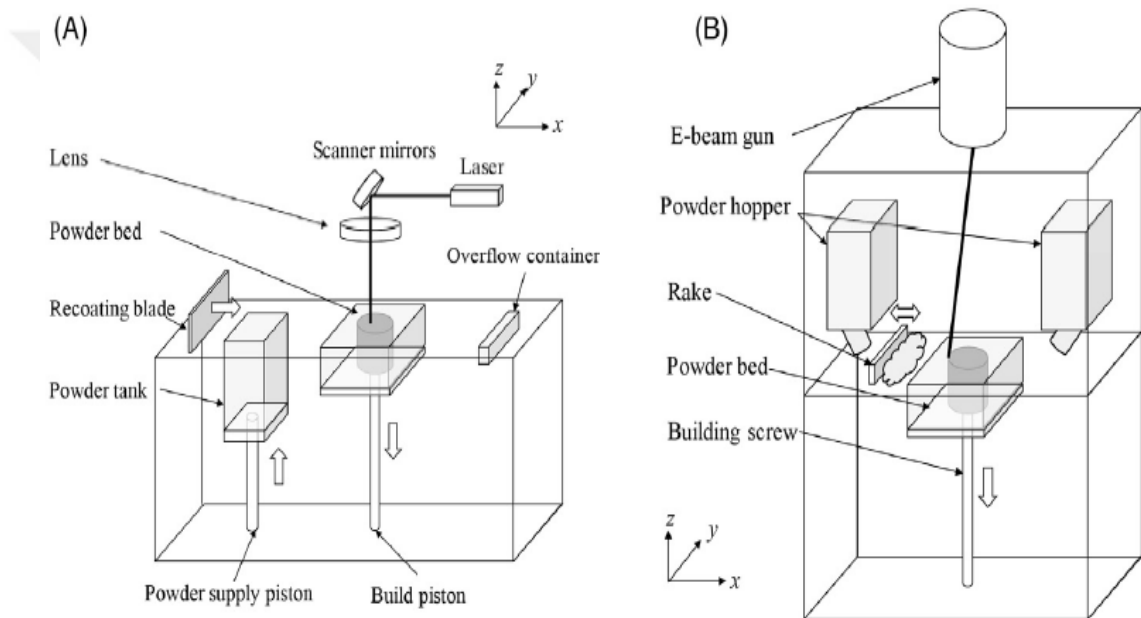 (A)
z
y
x
Scanner mirrors
Lens
Laser
Powder bed
Overflow container
Recoating blade
Powder tank
Powder supply piston
Build piston
(B)
E-beam gun
Powder hopper
Rake
Powder bed
Building screw
z
y
x